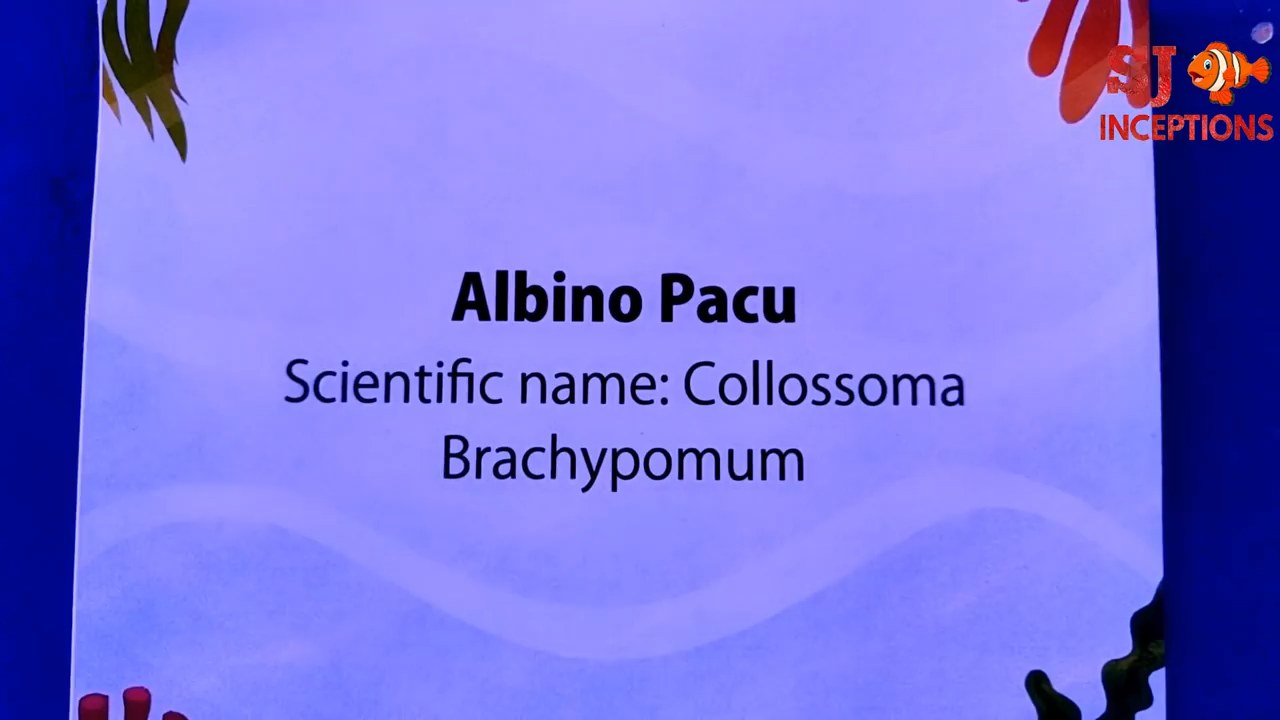 SJ
INCEPTIONS
Albino Pacu
Scientific name: Collossoma
Brachypomum